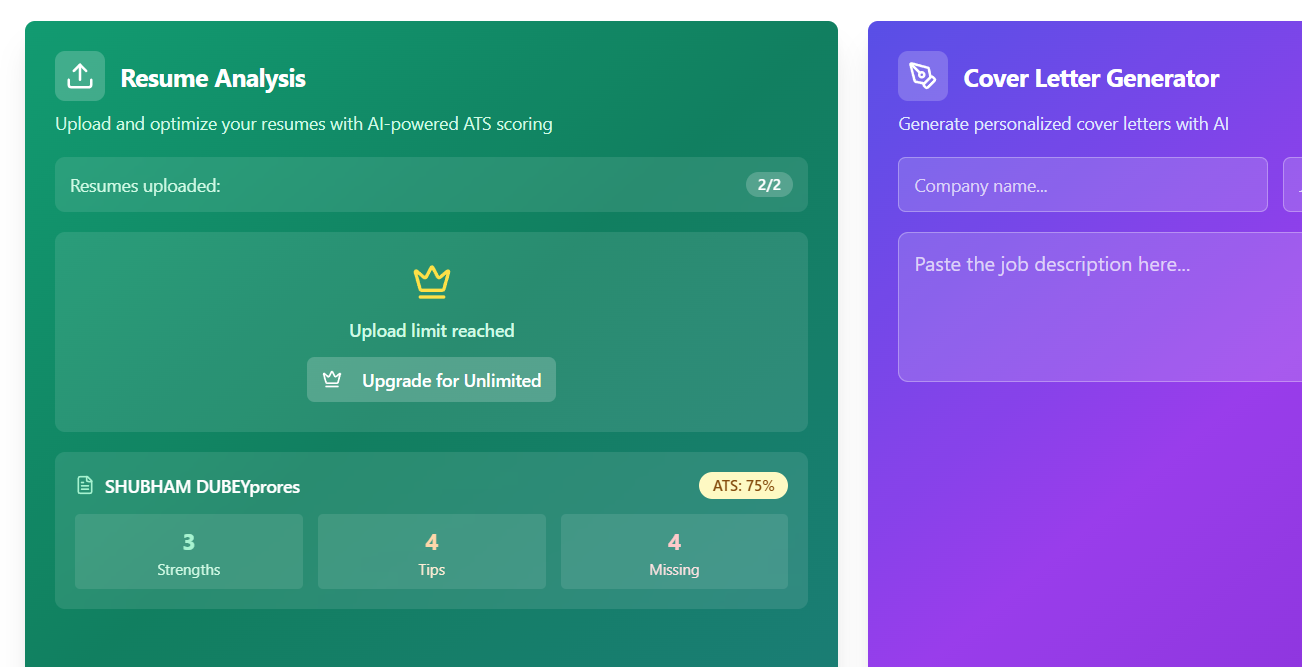 Resume Analysis
Upload and optimize your resumes with AI-powered ATS scoring
Resumes uploaded:
2/2
Upload limit reached
Upgrade for Unlimited
SHUBHAM DUBEYprores
ATS: 75%
3
Strengths
4
Tips
4
Missing
Cover Letter Generator
Generate personalized cover letters with AI
Company name...
Paste the job description here...